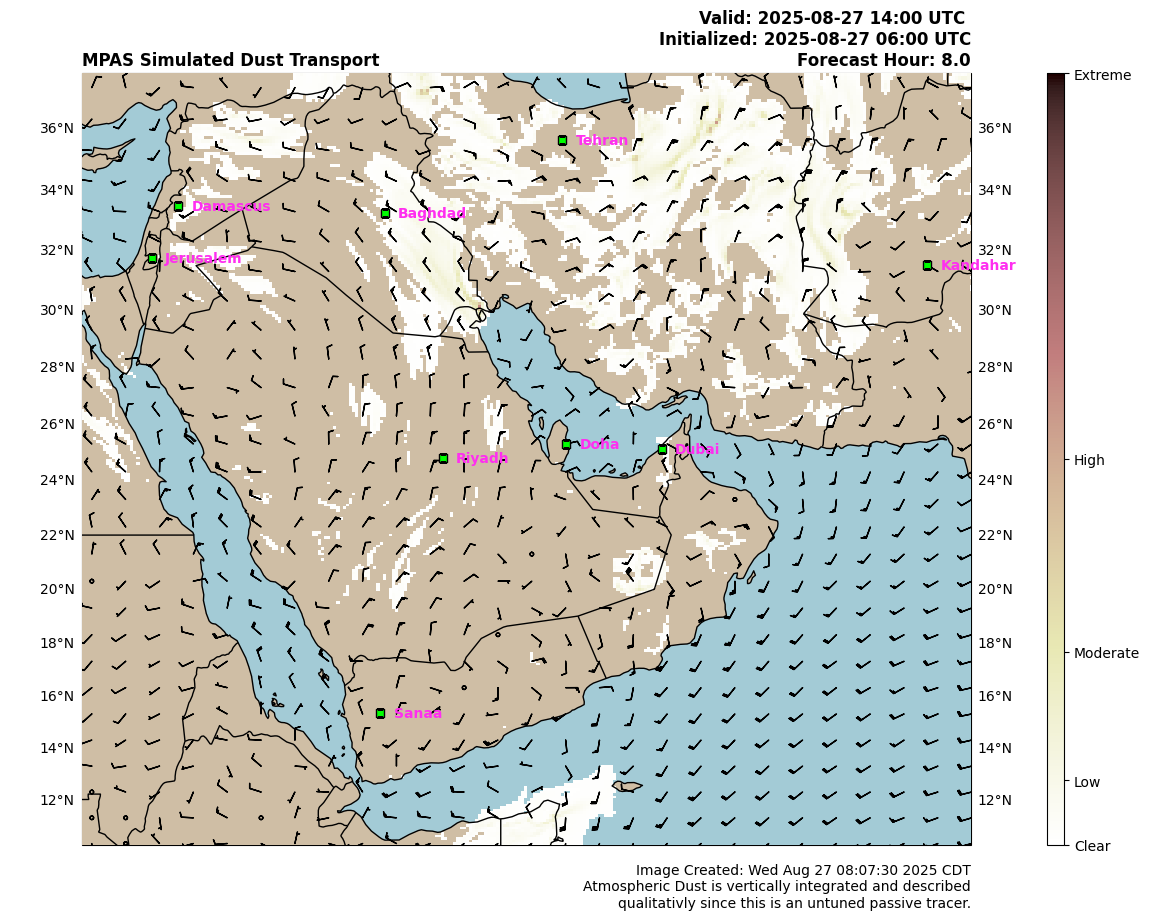 Valid: 2025-08-27 14:00 UTC
Initialized: 2025-08-27 06:00 UTC
MPAS Simulated Dust Transport Forecast Hour: 8.0
Extreme
36°N 36°N
Tehran
34°N 34°N
Damascus
Baghdad
32°N 32°N
Jerusalem
Kandahar
30°N 30°N
28°N 28°N
26°N 26°N
Doha
Dubai
Riyadh
High
24°N 24°N
22°N 22°N
20°N 20°N
18°N 18°N
Moderate
16°N 16°N
Sanaa
14°N 14°N
Low
12°N 12°N
Clear
Image Created: Wed Aug 27 08:07:30 2025 CDT
Atmospheric Dust is vertically integrated and described
qualitativly since this is an untuned passive tracer.